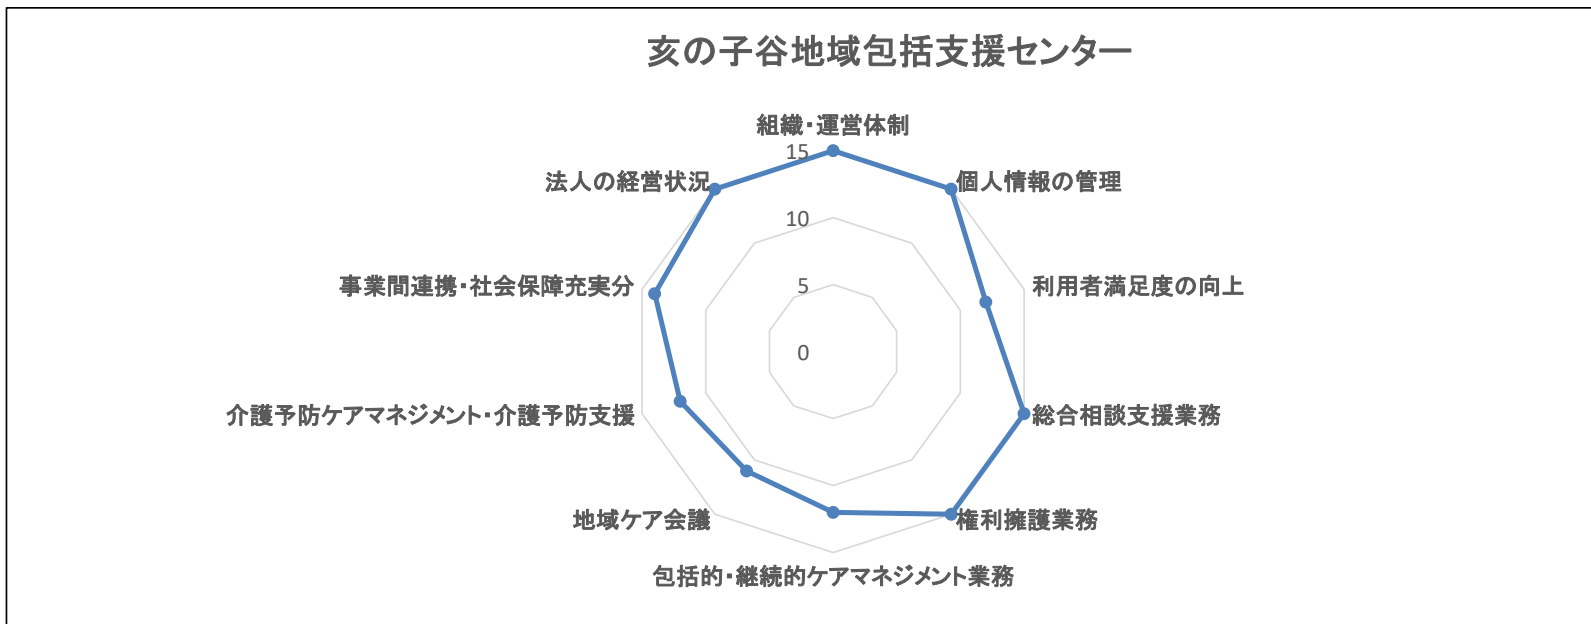 亥の子谷地域包括支援センター
組織・運営体制
15
法人の経営状況
個人情報の管理
10
事業間連携・社会保障充実分
5
利用者満足度の向上
0
介護予防ケアマネジメント・介護予防支援
総合相談支援業務
地域ケア会議
権利擁護業務
包括的・継続的ケアマネジメント業務